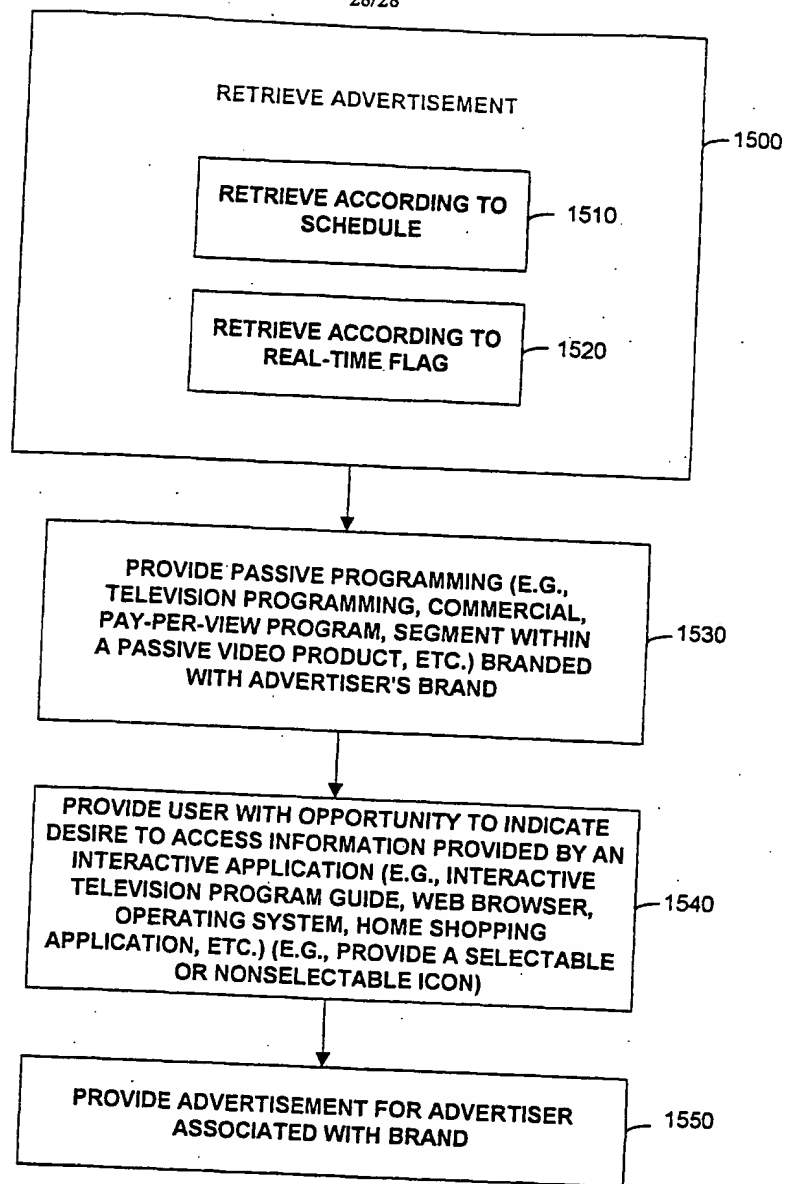 28/28
RETRIEVE ADVERTISEMENT
1500
RETRIEVE ACCORDING TO
SCHEDULE
1510
RETRIEVE ACCORDING TO
REAL-TIME FLAG
1520
PROVIDE PASSIVE PROGRAMMING (E.G.,
TELEVISION PROGRAMMING, COMMERCIAL,
PAY-PER-VIEW PROGRAM, SEGMENT WITHIN
A PASSIVE VIDEO PRODUCT, ETC.) BRANDED
WITH ADVERTISER'S BRAND
1530
PROVIDE USER WITH OPPORTUNITY TO INDICATE
DESIRE TO ACCESS INFORMATION PROVIDED BY AN
INTERACTIVE APPLICATION (E.G., INTERACTIVE
TELEVISION PROGRAM GUIDE, WEB BROWSER,
OPERATING SYSTEM, HOME SHOPPING
APPLICATION, ETC.) (E.G., PROVIDE A SELECTABLE
OR NONSELECTABLE ICON)
1540
PROVIDE ADVERTISEMENT FOR ADVERTISER
ASSOCIATED WITH BRAND
1550